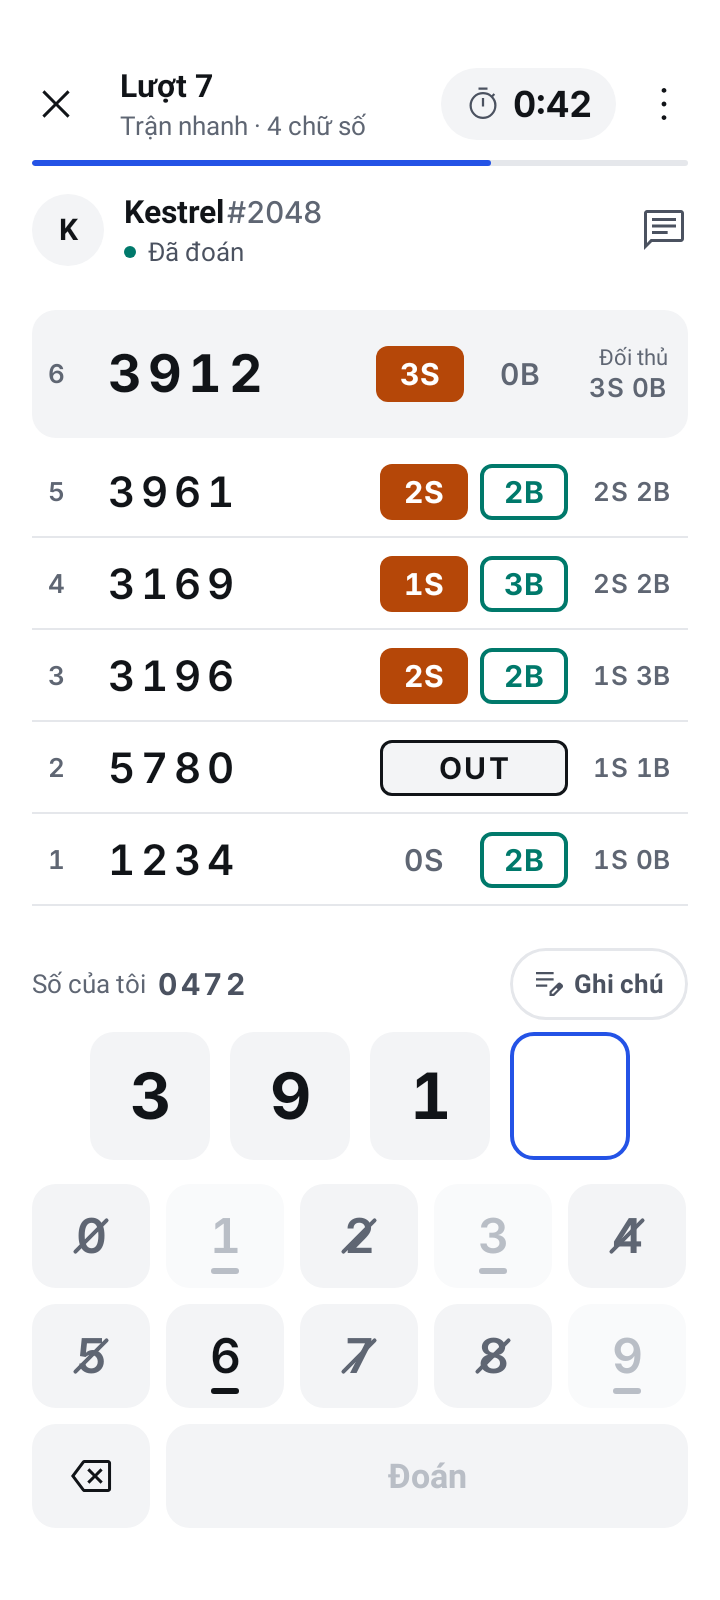 Lượt 7
Trận nhanh · 4 chữ số
0:42
K
Kestrel#2048
Đã đoán
6 3912 3S 0B Đối thủ 3S 0B
5 3961 2S 2B 2S 2B
4 3169 1S 3B 2S 2B
3 3196 2S 2B 1S 3B
2 5780 OUT 1S 1B
1 1234 0S 2B 1S 0B
Số của tôi 0472
Ghi chú
3 9 1
0 1 2 3 4
5 6 7 8 9
Đoán